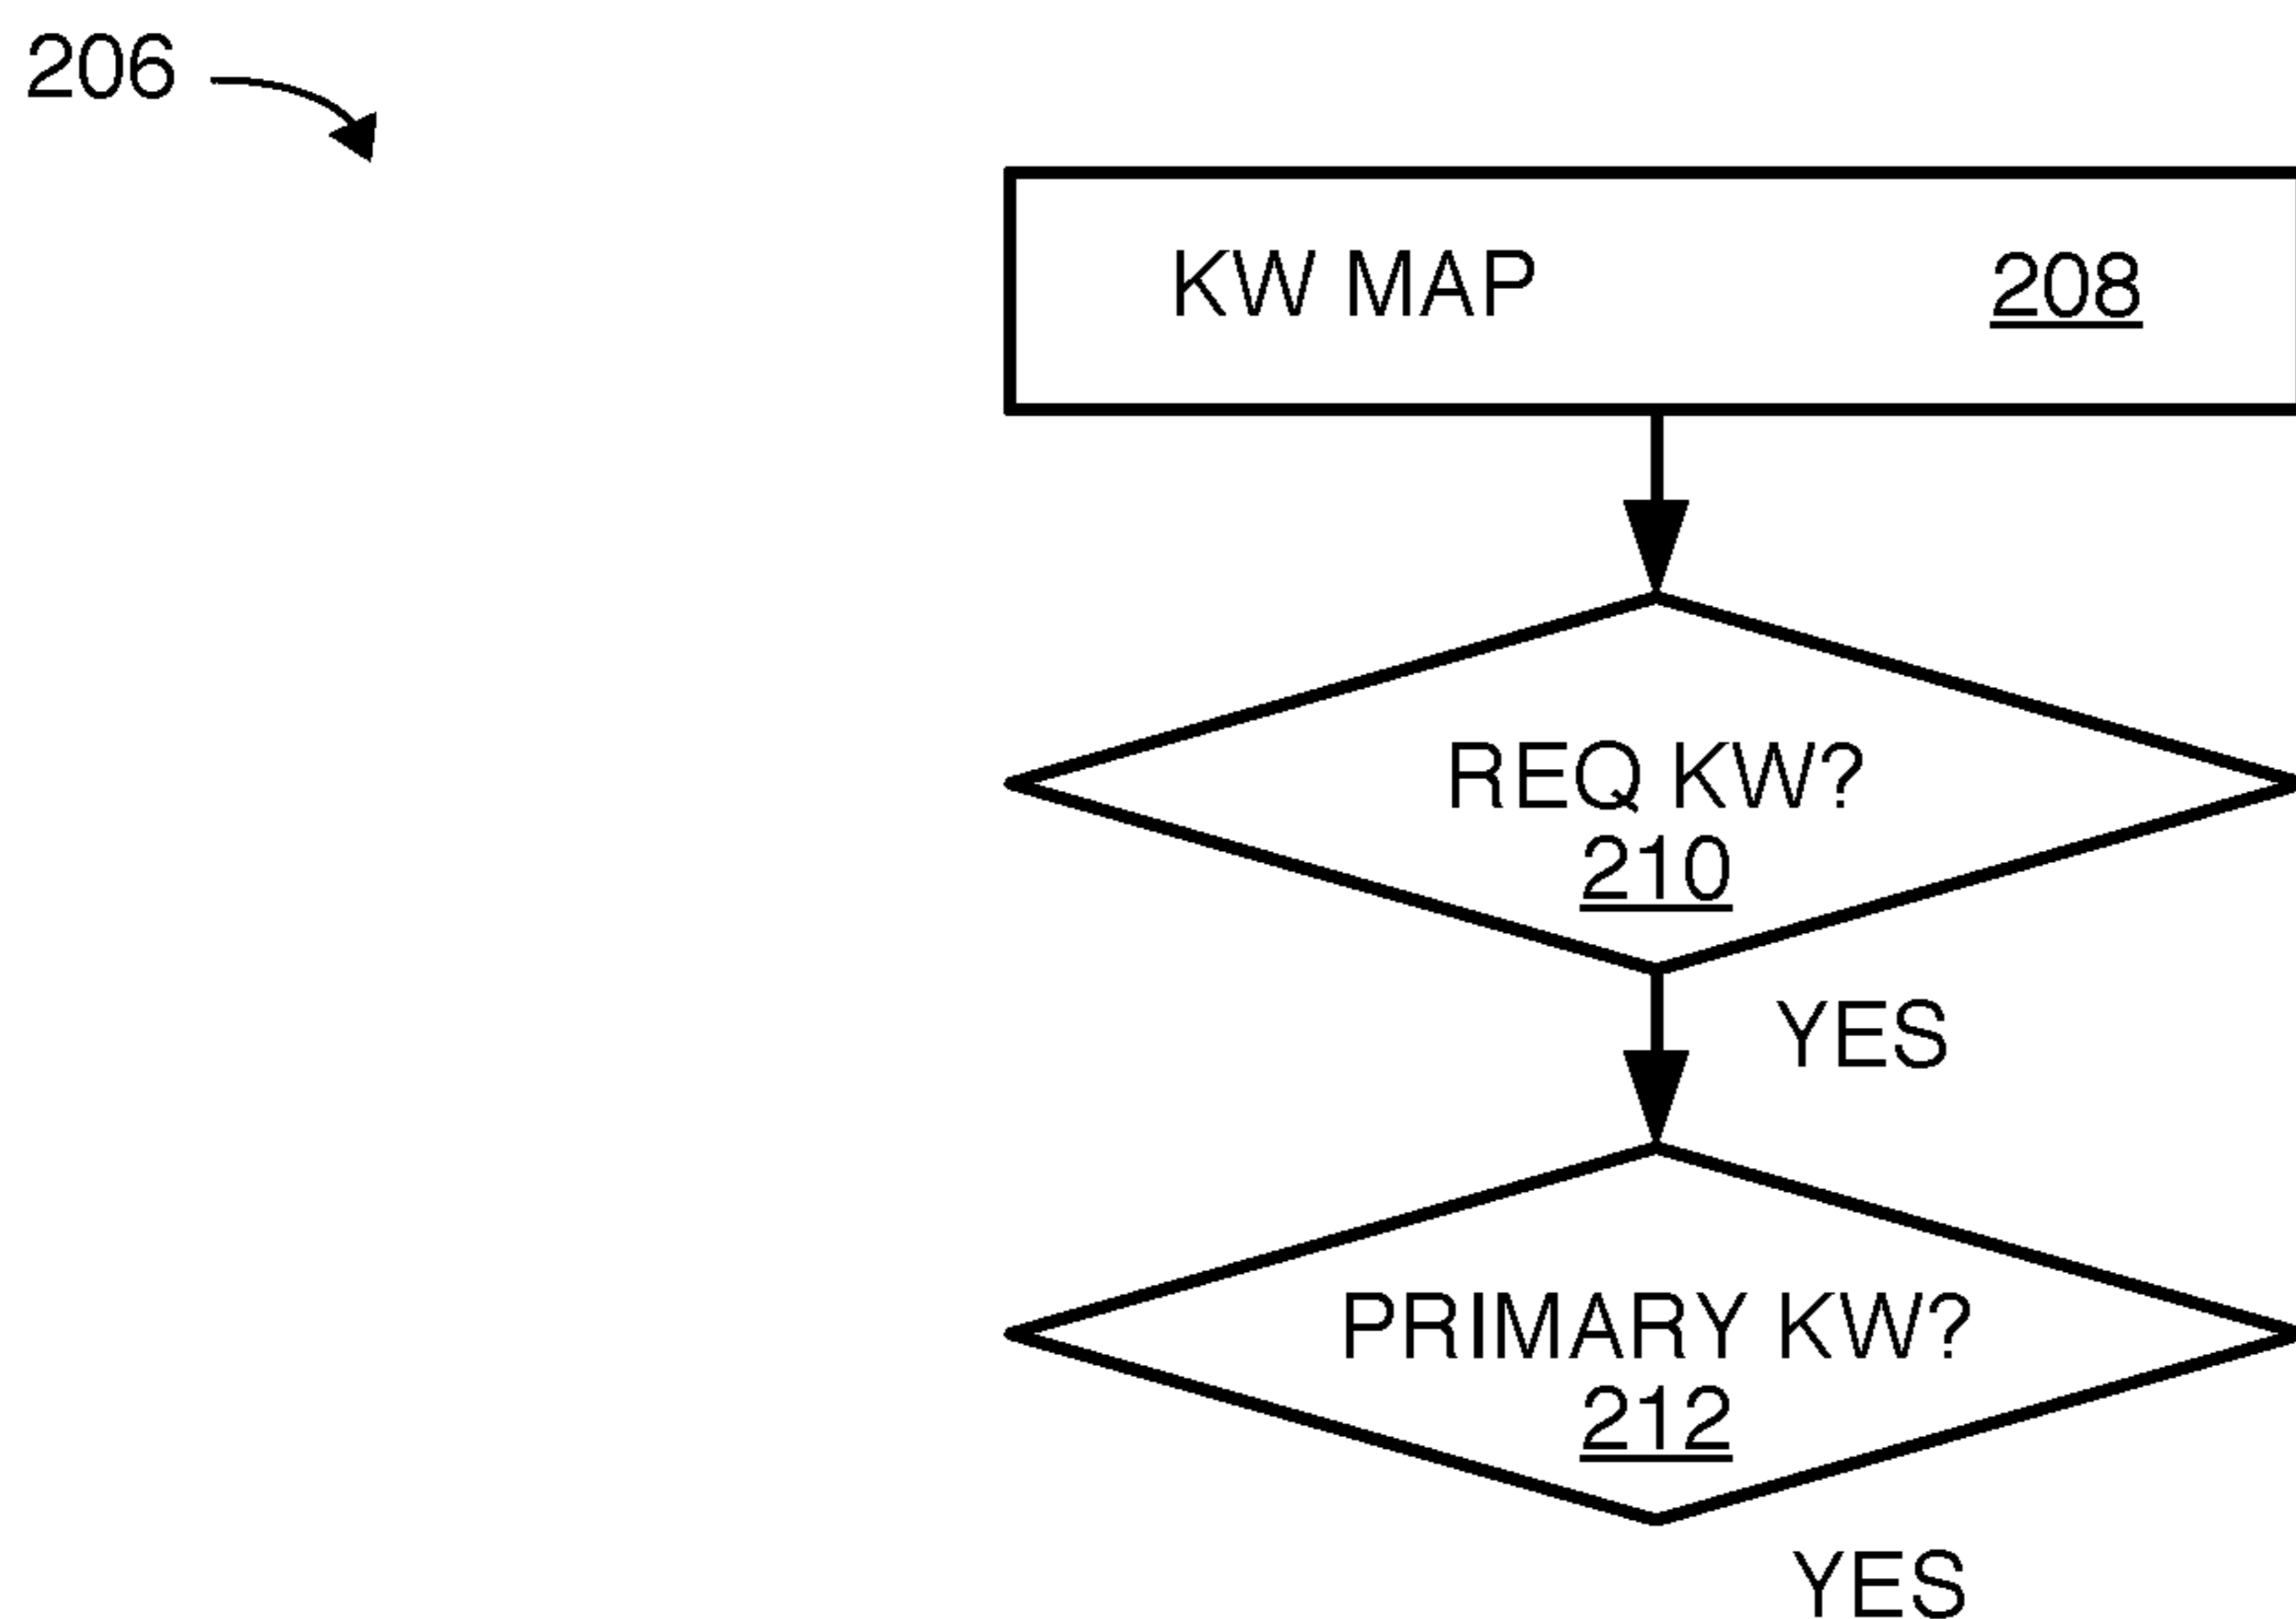 206
KW MAP 208
REQ KW?
210
YES
PRIMARY KW?
212
YES